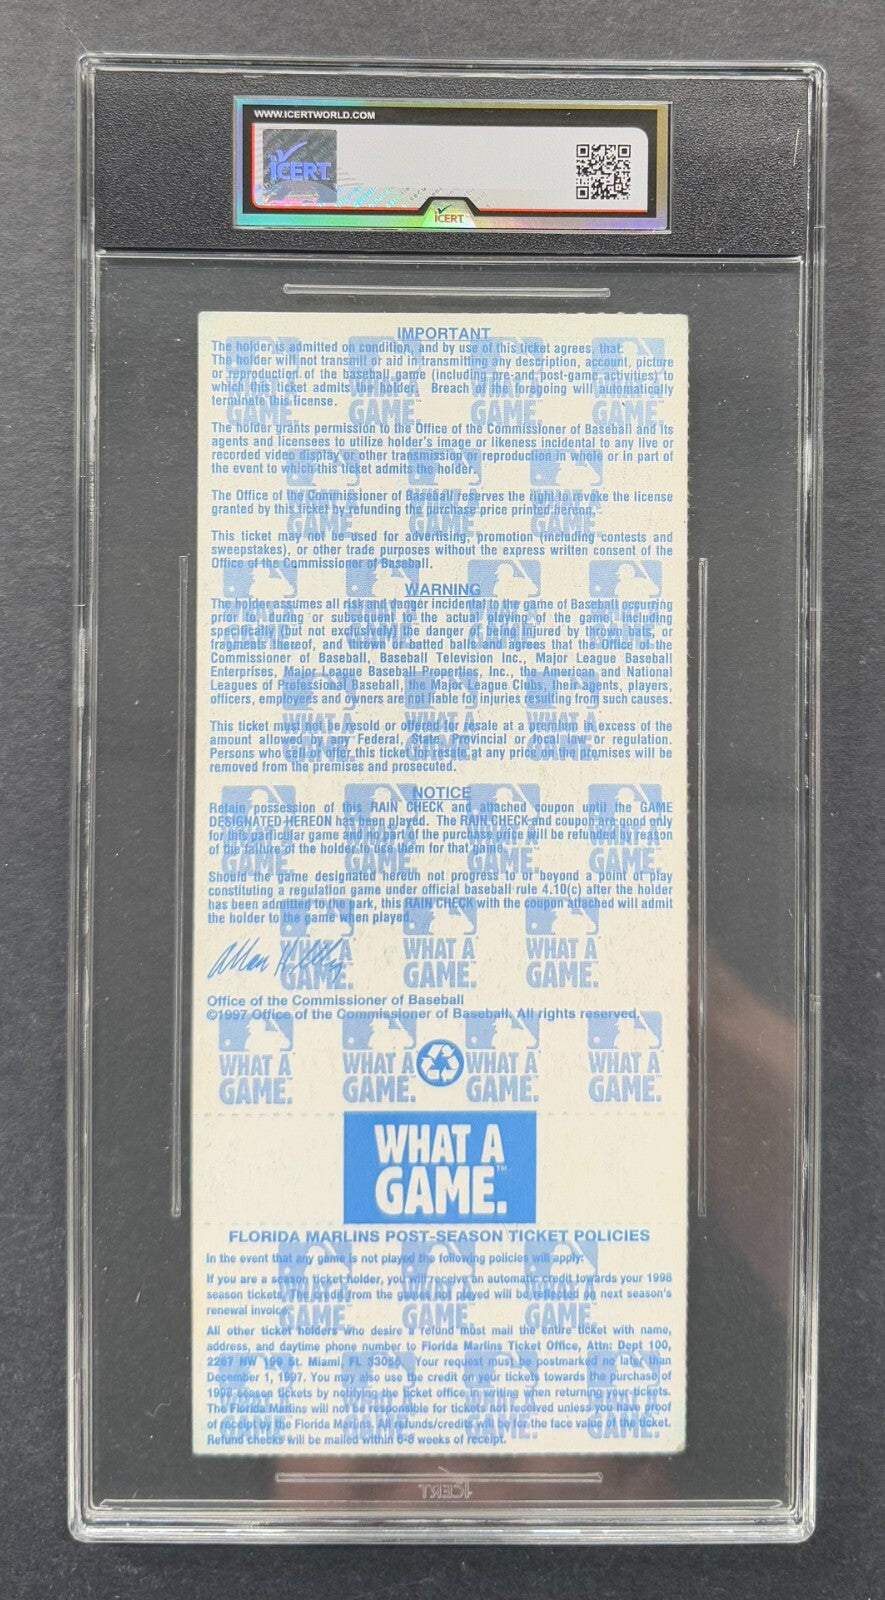 WWW.ICERTWORLD.COM
iCERT
iCERT
IMPORTANT
The holder is admitted on condition, and by use of this ticket agrees, that:
The holder will not transmit or aid in transmitting any description, account, picture
or reproduction of the baseball game (including pre-and post-game activities) to
which this ticket admits the holder. Breach of the foregoing will automatically
terminate this license.
The holder grants permission to the Office of the Commissioner of Baseball and its
agents and licensees to utilize holder's image or likeness incidental to any live or
recorded video display or other transmission or reproduction in whole or in part of
the event to which this ticket admits the holder.
The Office of the Commissioner of Baseball reserves the right to revoke the license
granted by this ticket by refunding the purchase price printed hereon.
This ticket may not be used for advertising, promotion (including contests and
sweepstakes), or other trade purposes without the express written consent of the
Office of the Commissioner of Baseball.
WARNING
The holder assumes all risk and danger incidental to the game of Baseball occurring
prior to, during or subsequent to the actual playing of the game, including
specifically (but not exclusively) the danger of being injured by thrown bats, or
fragments thereof, and thrown or batted balls and agrees that the Office of the
Commissioner of Baseball, Baseball Television Inc., Major League Baseball
Enterprises, Major League Baseball Properties, Inc., the American and National
Leagues of Professional Baseball, the Major League Clubs, their agents, players,
officers, employees and owners are not liable for injuries resulting from such causes.
This ticket must not be resold or offered for resale at a premium in excess of the
amount allowed by any Federal, State, Provincial or local law or regulation.
Persons who sell or offer this ticket for resale at any price on the premises will be
removed from the premises and prosecuted.
NOTICE
Retain possession of this RAIN CHECK and attached coupon until the GAME
DESIGNATED HEREON has been played. The RAIN CHECK and coupon are good only
for this particular game and no part of the purchase price will be refunded by reason
of the failure of the holder to use them for that game.
Should the game designated hereon not progress to or beyond a point of play
constituting a regulation game under official baseball rule 4.10(c) after the holder
has been admitted to the park, this RAIN CHECK with the coupon attached will admit
the holder to the game when played.
Office of the Commissioner of Baseball
©1997 Office of the Commissioner of Baseball. All rights reserved.
WHAT A
GAME.™
FLORIDA MARLINS POST-SEASON TICKET POLICIES
In the event that any game is not played the following policies will apply:
If you are a season ticket holder, you will receive an automatic credit towards your 1998
season tickets. The credit from the games not played will be reflected on next season's
renewal invoice.
All other ticket holders who desire a refund must mail the entire ticket with name,
address, and daytime phone number to Florida Marlins Ticket Office, Attn: Dept 100,
2267 NW 199 St. Miami, FL 33056. Your request must be postmarked no later than
December 1, 1997. You may also use the credit on your tickets towards the purchase of
1998 season tickets by notifying the ticket office in writing when returning your tickets.
The Florida Marlins will not be responsible for tickets not received unless you have proof
of receipt by the Florida Marlins. All refunds/credits will be for the face value of the ticket.
Refund checks will be mailed within 6-8 weeks of receipt.